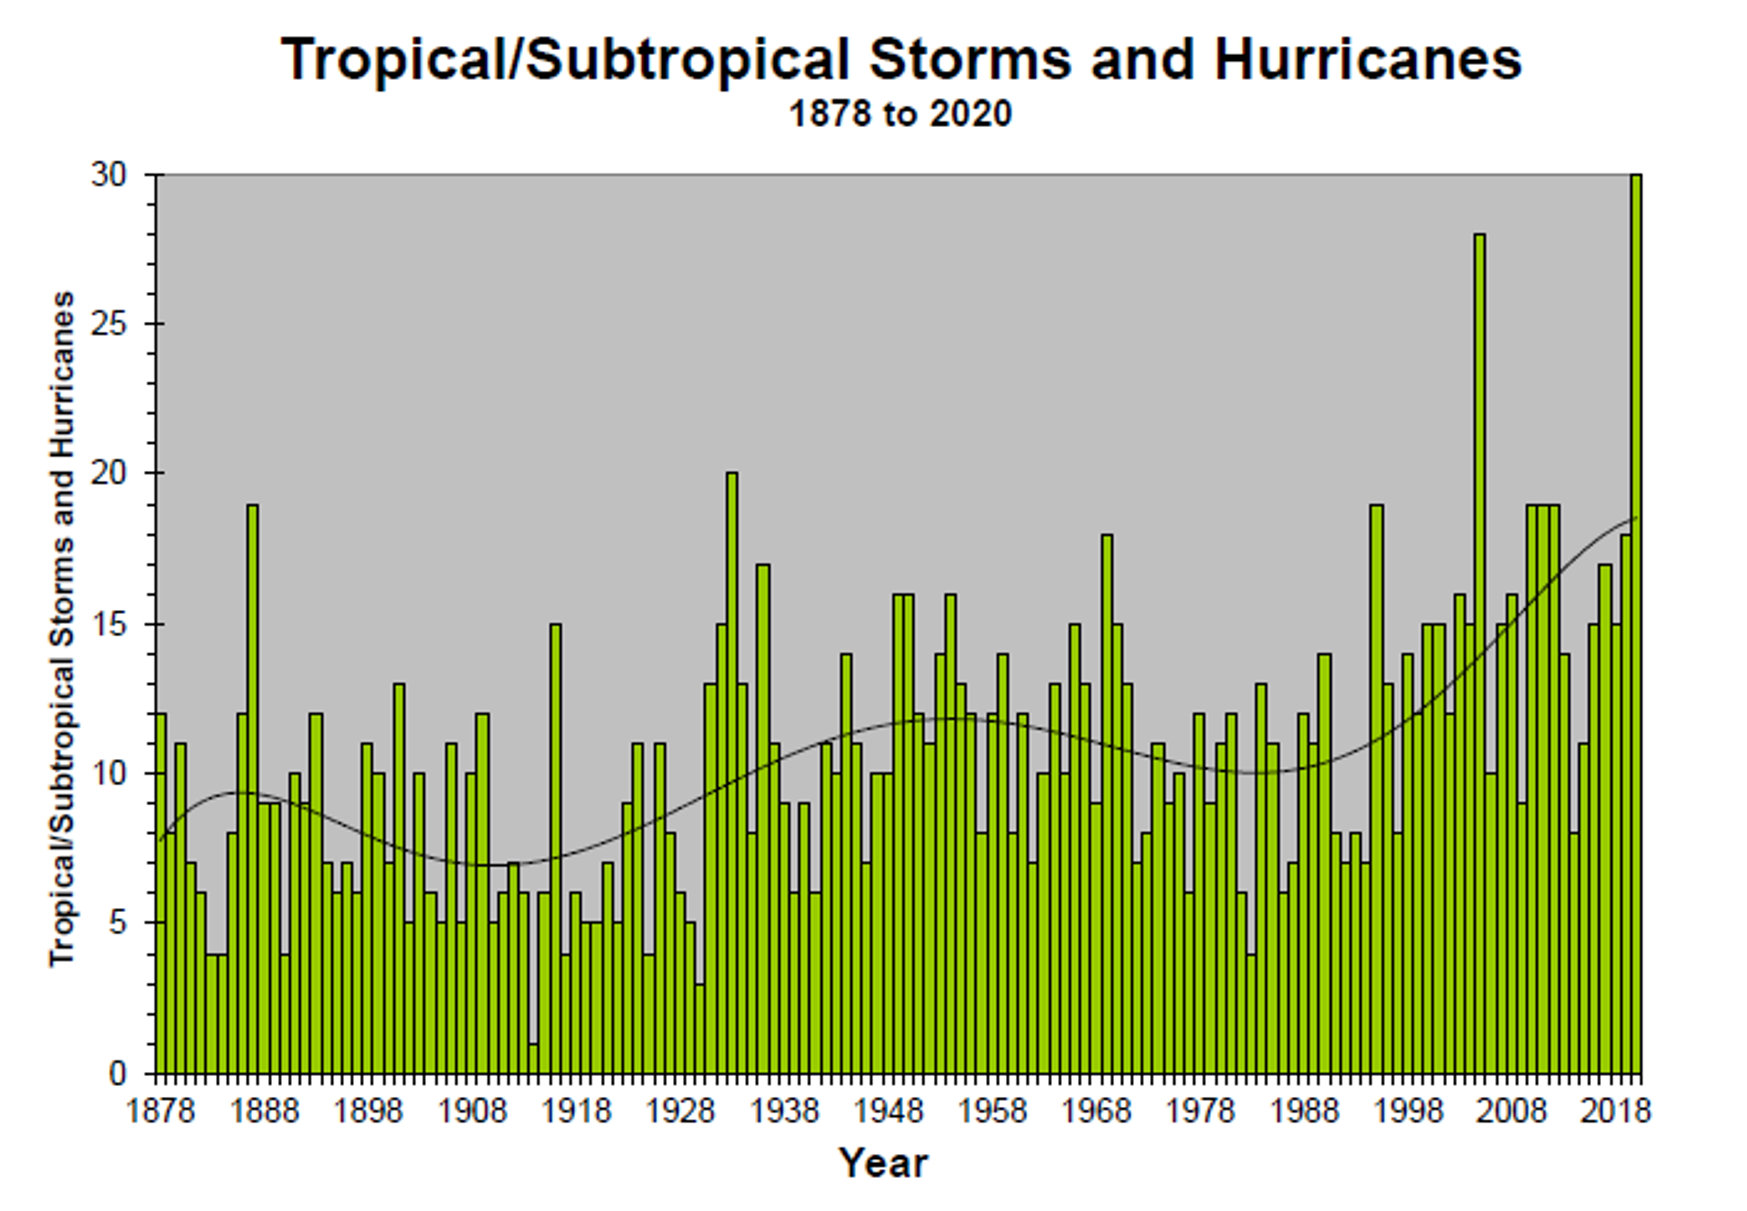 Tropical/Subtropical Storms and Hurricanes
1878 to 2020
Tropical/Subtropical Storms and Hurricanes
30
25
20
15
10
5
0
1878 1888 1898 1908 1918 1928 1938 1948 1958 1968 1978 1988 1998 2008 2018
Year